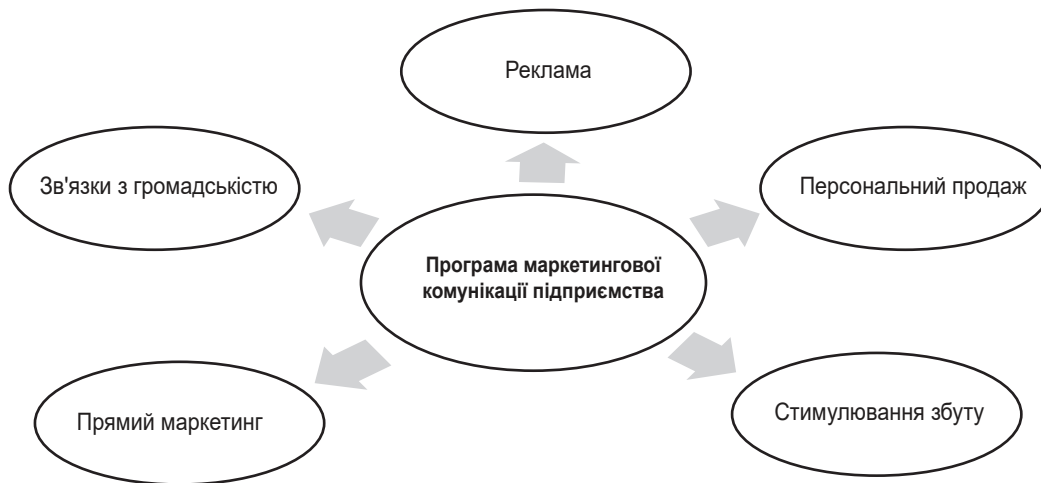 Реклама
Зв'язки з громадськістю
Персональний продаж
Програма маркетингової
комунікації підприємства
Прямий маркетинг
Стимулювання збуту